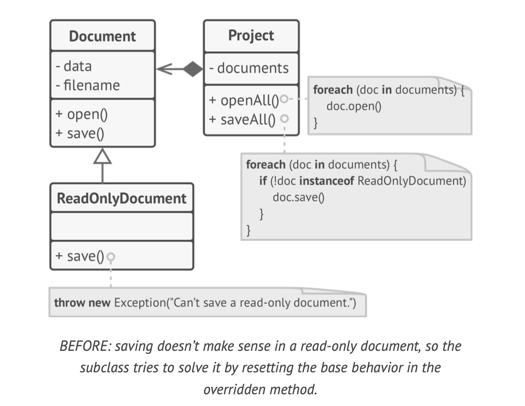 Document
- data
- filename
+ open()
+ save()
Project
- documents
+ openAll()
+ saveAll()
foreach (doc in documents) {
doc.open()
}
foreach (doc in documents) {
if (!doc instanceof ReadOnlyDocument)
doc.save()
}
}
ReadOnlyDocument
+ save()
throw new Exception("Can't save a read-only document.")
BEFORE: saving doesn’t make sense in a read-only document, so the
subclass tries to solve it by resetting the base behavior in the
overridden method.